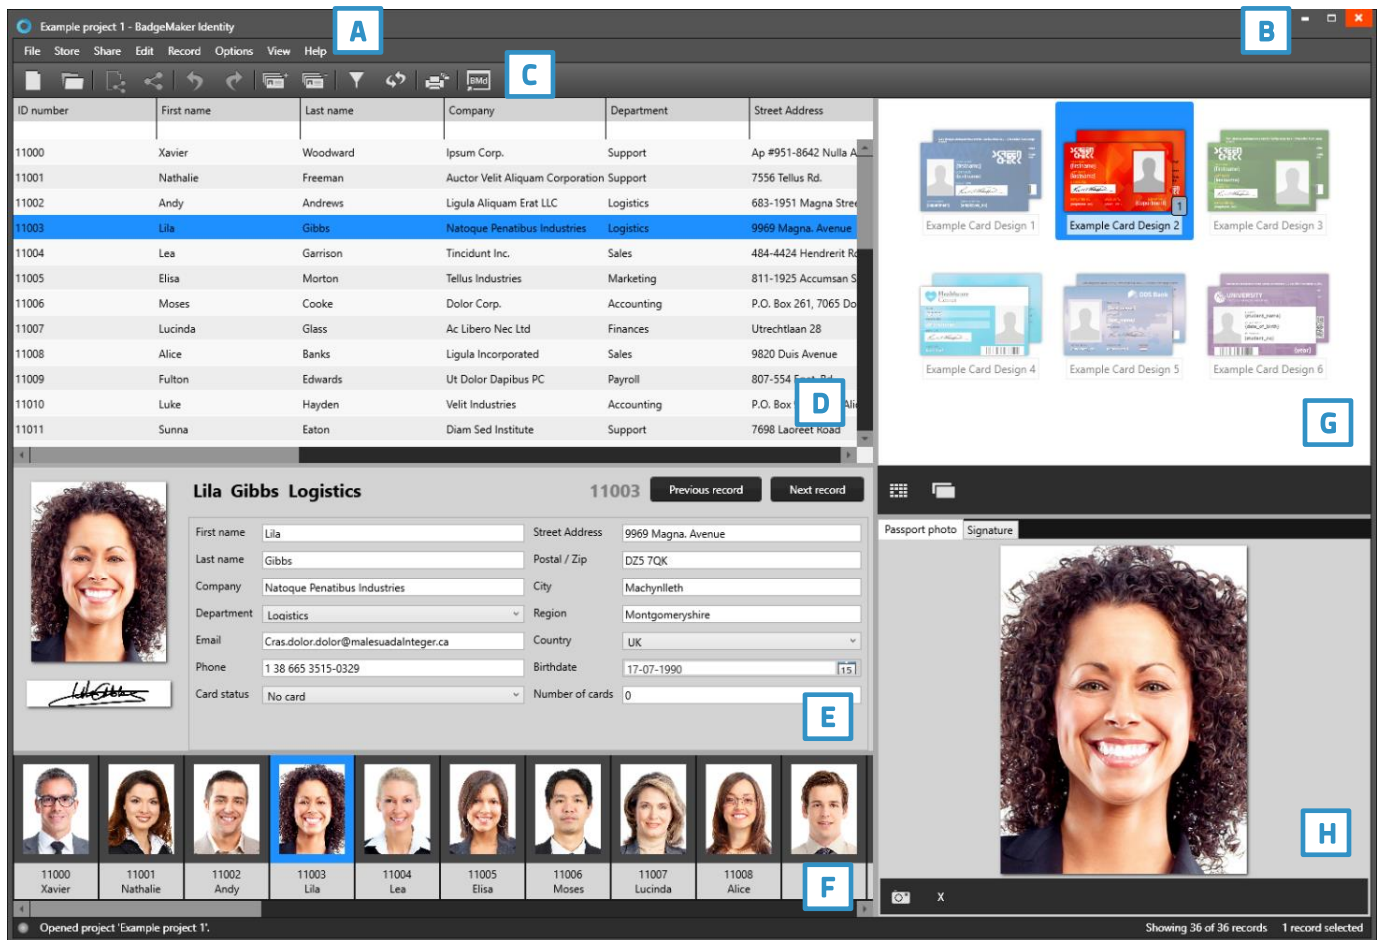 Example project 1 - BadgeMaker Identity
A
B
File Store Share Edit Record Options View Help
C
BMd
ID number First name Last name Company Department Street Address
11000 Xavier Woodward Ipsum Corp. Support Ap #951-8642 Nulla A
11001 Nathalie Freeman Auctor Velit Aliquam Corporation Support 7556 Tellus Rd.
11002 Andy Andrews Ligula Aliquam Erat LLC Logistics 683-1951 Magna Stree
11003 Lila Gibbs Natoque Penatibus Industries Logistics 9969 Magna. Avenue
11004 Lea Garrison Tincidunt Inc. Sales 484-4424 Hendrerit Rd
11005 Elisa Morton Tellus Industries Marketing 811-1925 Accumsan S
11006 Moses Cooke Dolor Corp. Accounting P.O. Box 261, 7065 Do
11007 Lucinda Glass Ac Libero Nec Ltd Finances Utrechtlaan 28
11008 Alice Banks Ligula Incorporated Sales 9820 Duis Avenue
11009 Fulton Edwards Ut Dolor Dapibus PC Payroll 807-554
11010 Luke Hayden Velit Industries Accounting P.O. Box
11011 Sunna Eaton Diam Sed Institute Support 7698 Laoreet Road
D
1
Example Card Design 1 Example Card Design 2 Example Card Design 3
Healthcare
Center
DDS Bank
UNIVERSITY
Example Card Design 4 Example Card Design 5 Example Card Design 6
G
Lila Gibbs Logistics 11003 Previous record Next record
First name Lila Street Address 9969 Magna. Avenue
Last name Gibbs Postal / Zip DZ5 7QK
Company Natoque Penatibus Industries City Machynlleth
Department Logistics Region Montgomeryshire
Email Cras.dolor.dolor@malesuadaInteger.ca Country UK
Phone 1 38 665 3515-0329 Birthdate 17-07-1990 15
Card status No card Number of cards 0
E
Passport photo Signature
H
X
11000 11001 11002 11003 11004 11005 11006 11007 11008
Xavier Nathalie Andy Lila Lea Elisa Moses Lucinda Alice
F
Opened project 'Example project 1'. Showing 36 of 36 records 1 record selected